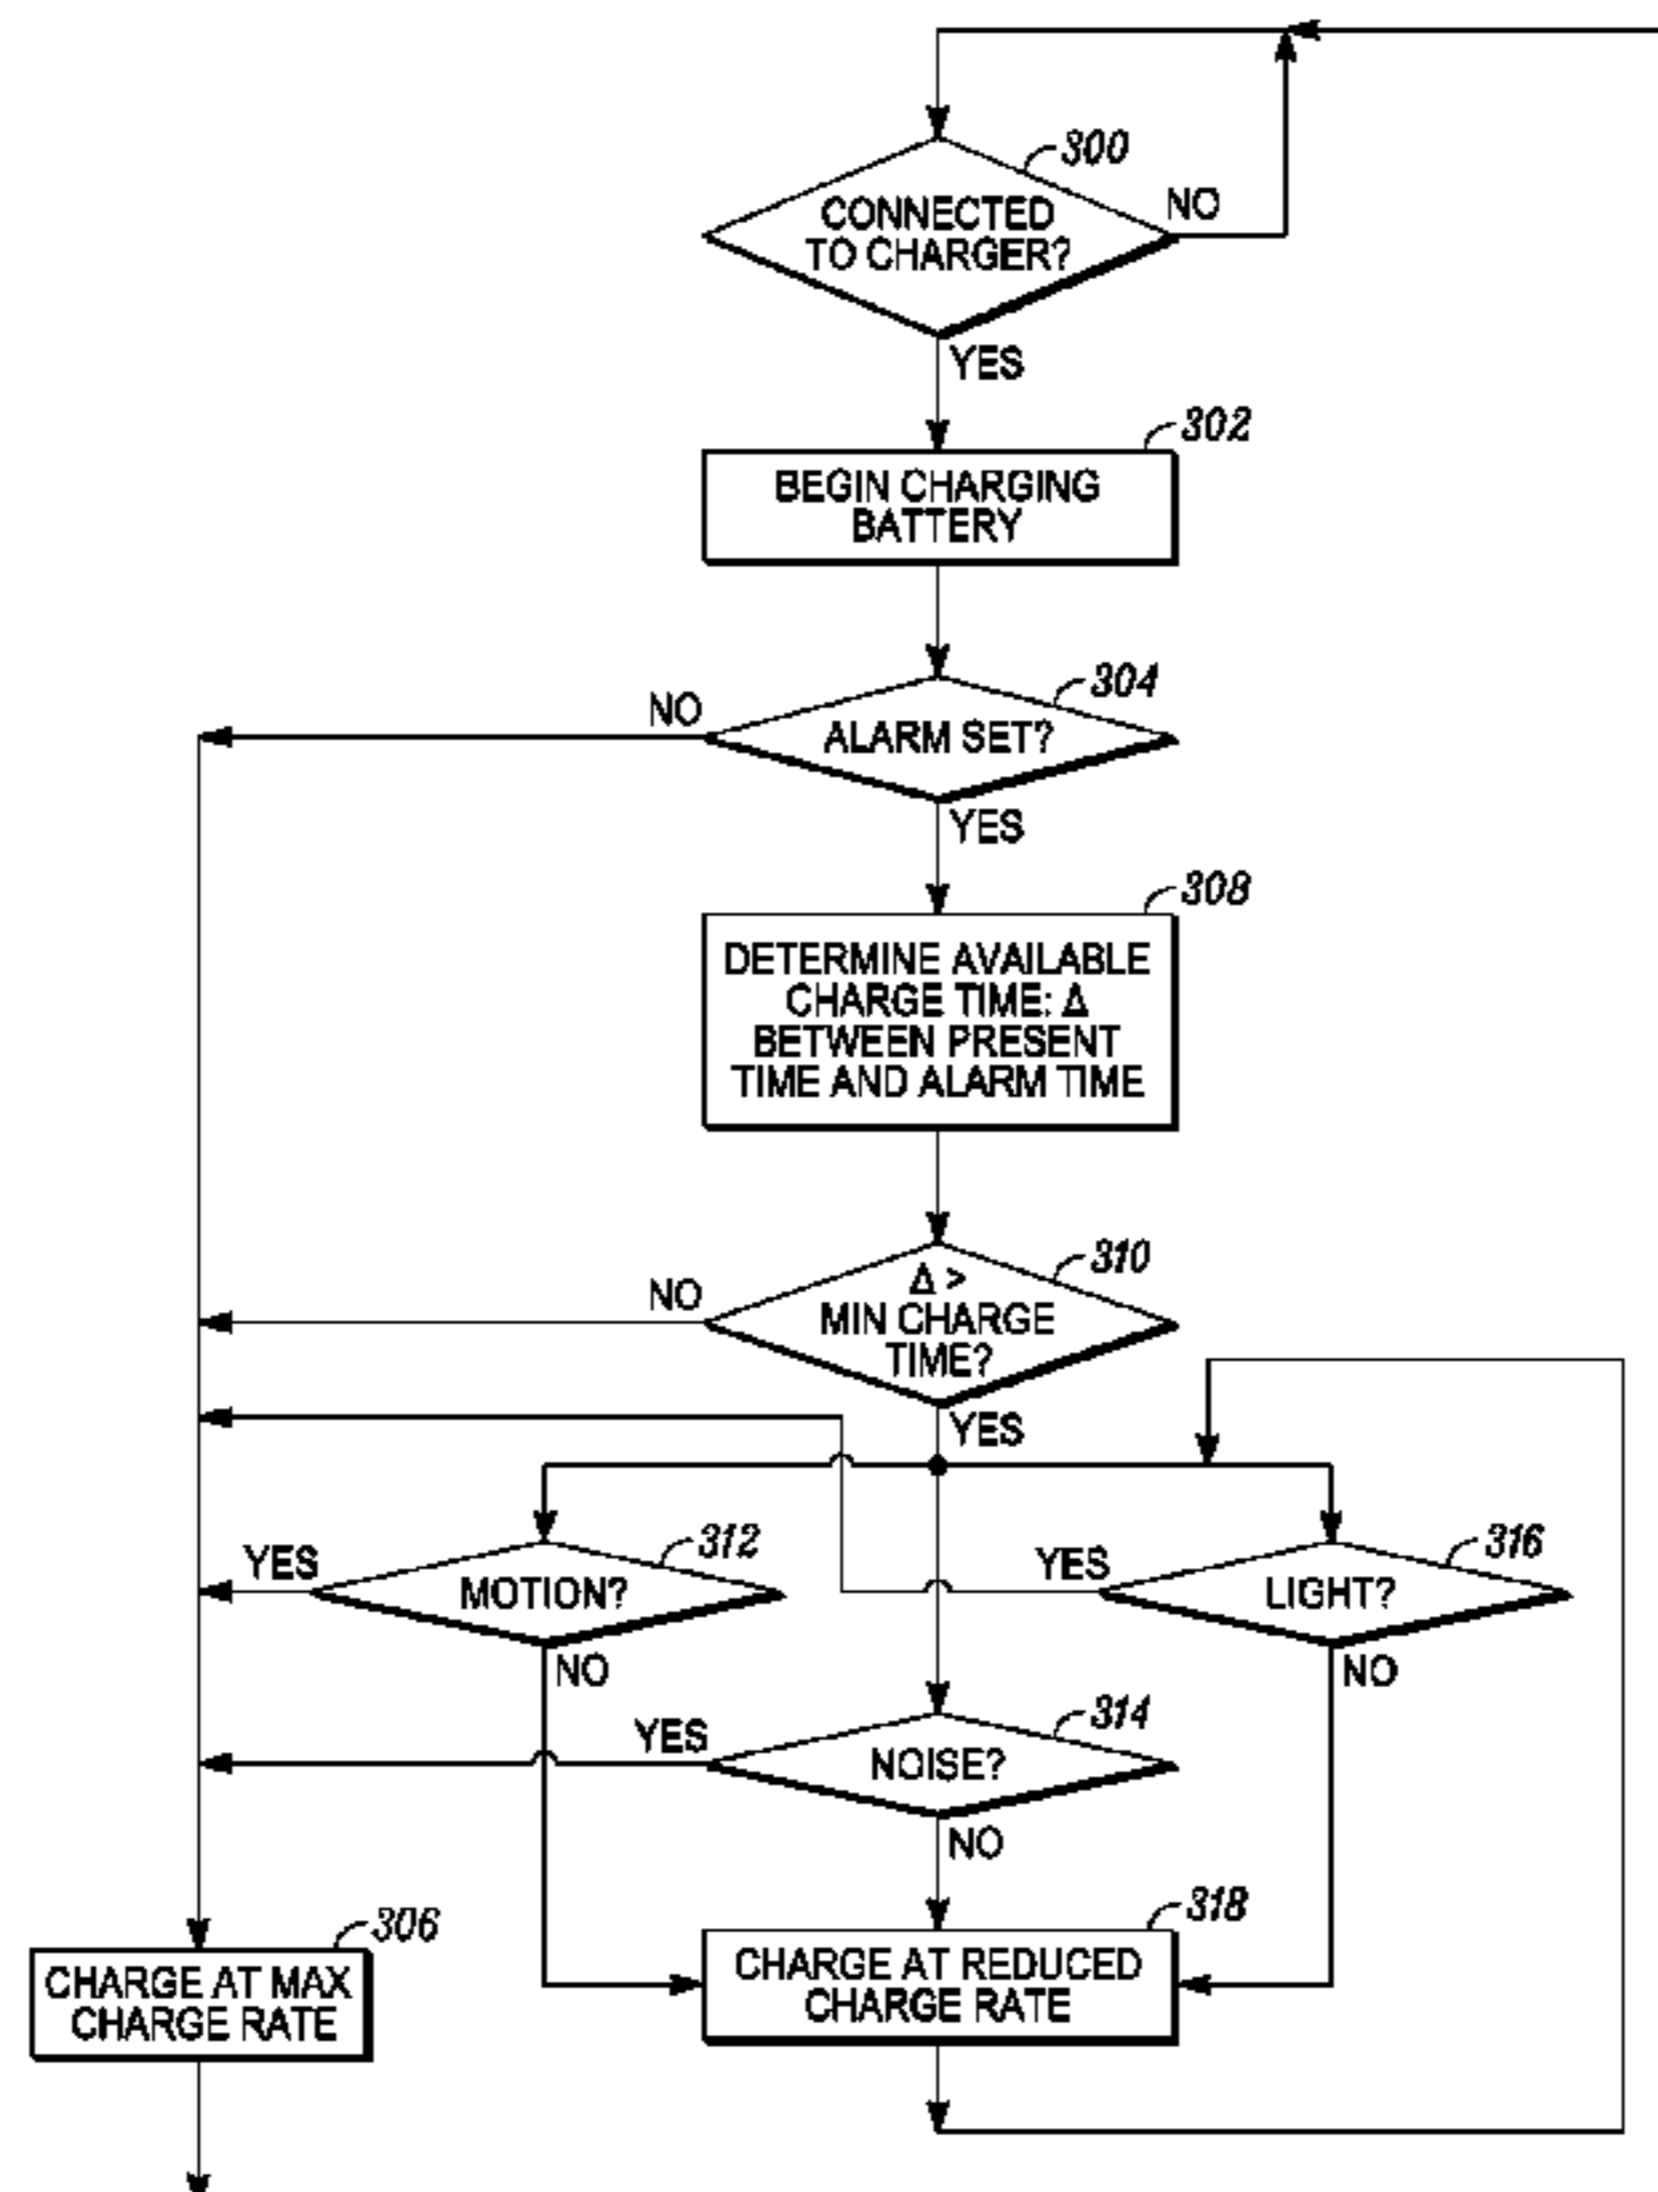 300
CONNECTED
TO CHARGER?
NO
YES
302
BEGIN CHARGING
BATTERY
304
NO
ALARM SET?
YES
308
DETERMINE AVAILABLE
CHARGE TIME: Δ
BETWEEN PRESENT
TIME AND ALARM TIME
310
NO
Δ >
MIN CHARGE
TIME?
YES
312
YES
MOTION?
NO
316
YES
LIGHT?
NO
314
YES
NOISE?
NO
306
CHARGE AT MAX
CHARGE RATE
318
CHARGE AT REDUCED
CHARGE RATE